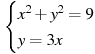 x² + y² = 9
y = 3x